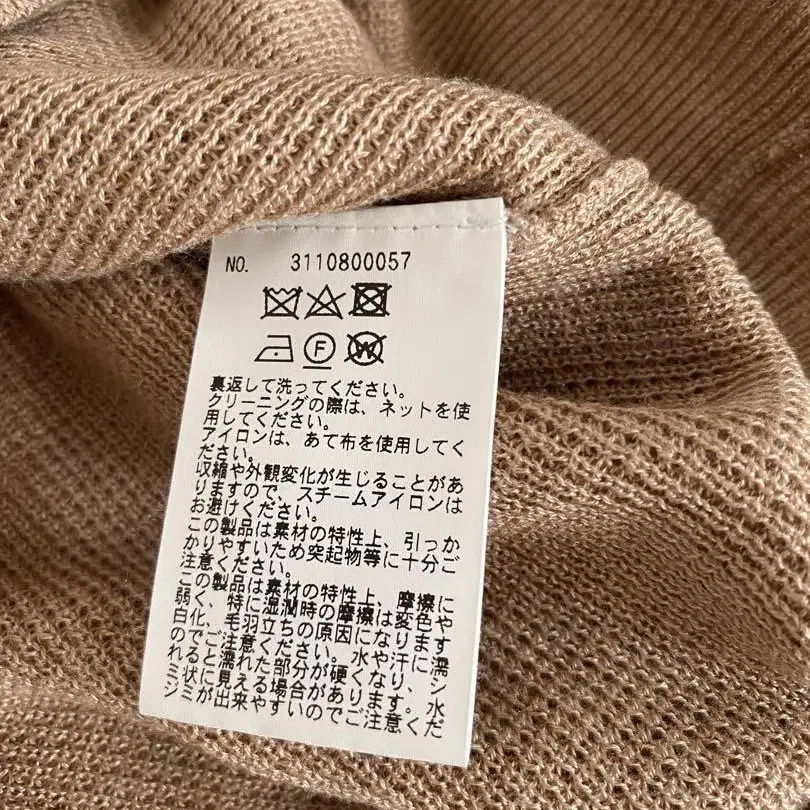 NO. 3110800057
F W
裏返して洗ってください。
クリーニングの際は、ネットを使
用してください。
アイロンは、あて布を使用してく
ださい。
収縮や外観変化が生じることがあ
りますので、スチームアイロンは
お避けください。
この製品は素材の特性上、引っか
かりやすいため突起物等に十分ご
注意ください。
この製品は素材の特性上、摩擦に
弱く、特に湿潤時の摩擦は変色や
白化、毛羽立ちの原因になります
のでご注意ください。水や汗に濡
れると濡れた部分が硬くなり、シ
ミ状に見える場合があります。水
ジミが出来やすいのでご注意くだ